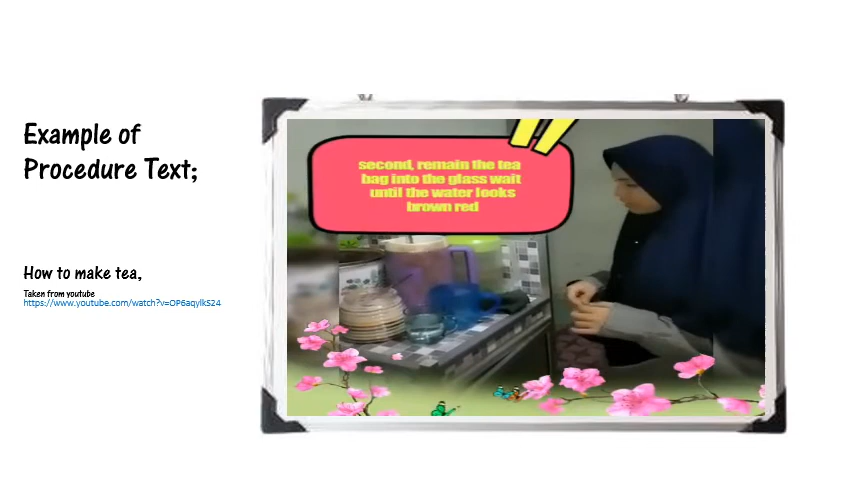 Example of
Procedure Text;
How to make tea,
Taken from youtube
https://www.youtube.com/watch?v=OP6aqylkS24
second, remain the tea
bag into the glass wait
until the water looks
brown red